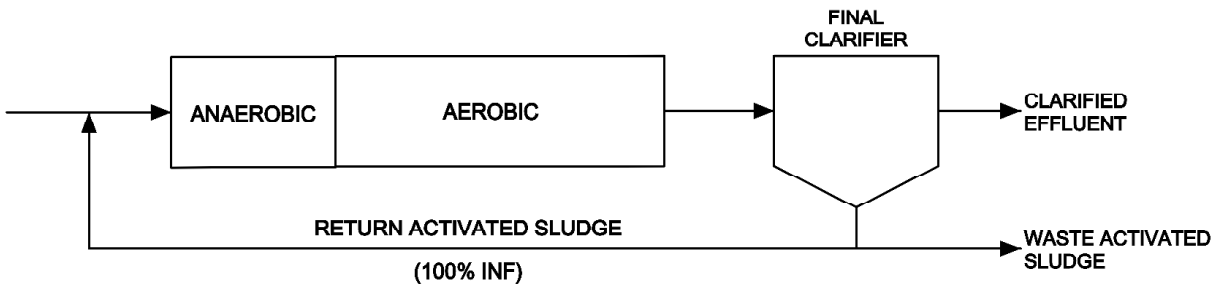 FINAL
CLARIFIER
ANAEROBIC
AEROBIC
CLARIFIED
EFFLUENT
RETURN ACTIVATED SLUDGE
(100% INF)
WASTE ACTIVATED
SLUDGE